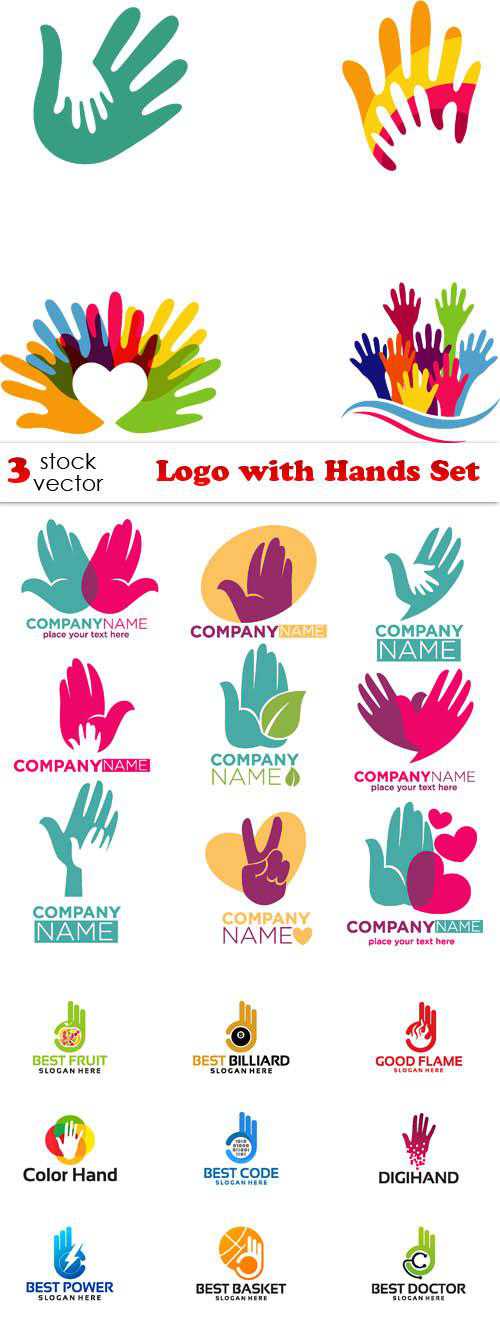 3 stock vector
Logo with Hands Set
COMPANYNAME
place your text here
COMPANYNAME
COMPANY
NAME
COMPANYNAME
COMPANY
NAME
COMPANYNAME
place your text here
COMPANY
NAME
COMPANY
NAME
COMPANYNAME
place your text here
BEST FRUIT
SLOGAN HERE
BEST BILLIARD
SLOGAN HERE
8
GOOD FLAME
SLOGAN HERE
Color Hand
BEST CODE
SLOGAN HERE
DIGIHAND
BEST POWER
SLOGAN HERE
BEST BASKET
SLOGAN HERE
BEST DOCTOR
SLOGAN HERE